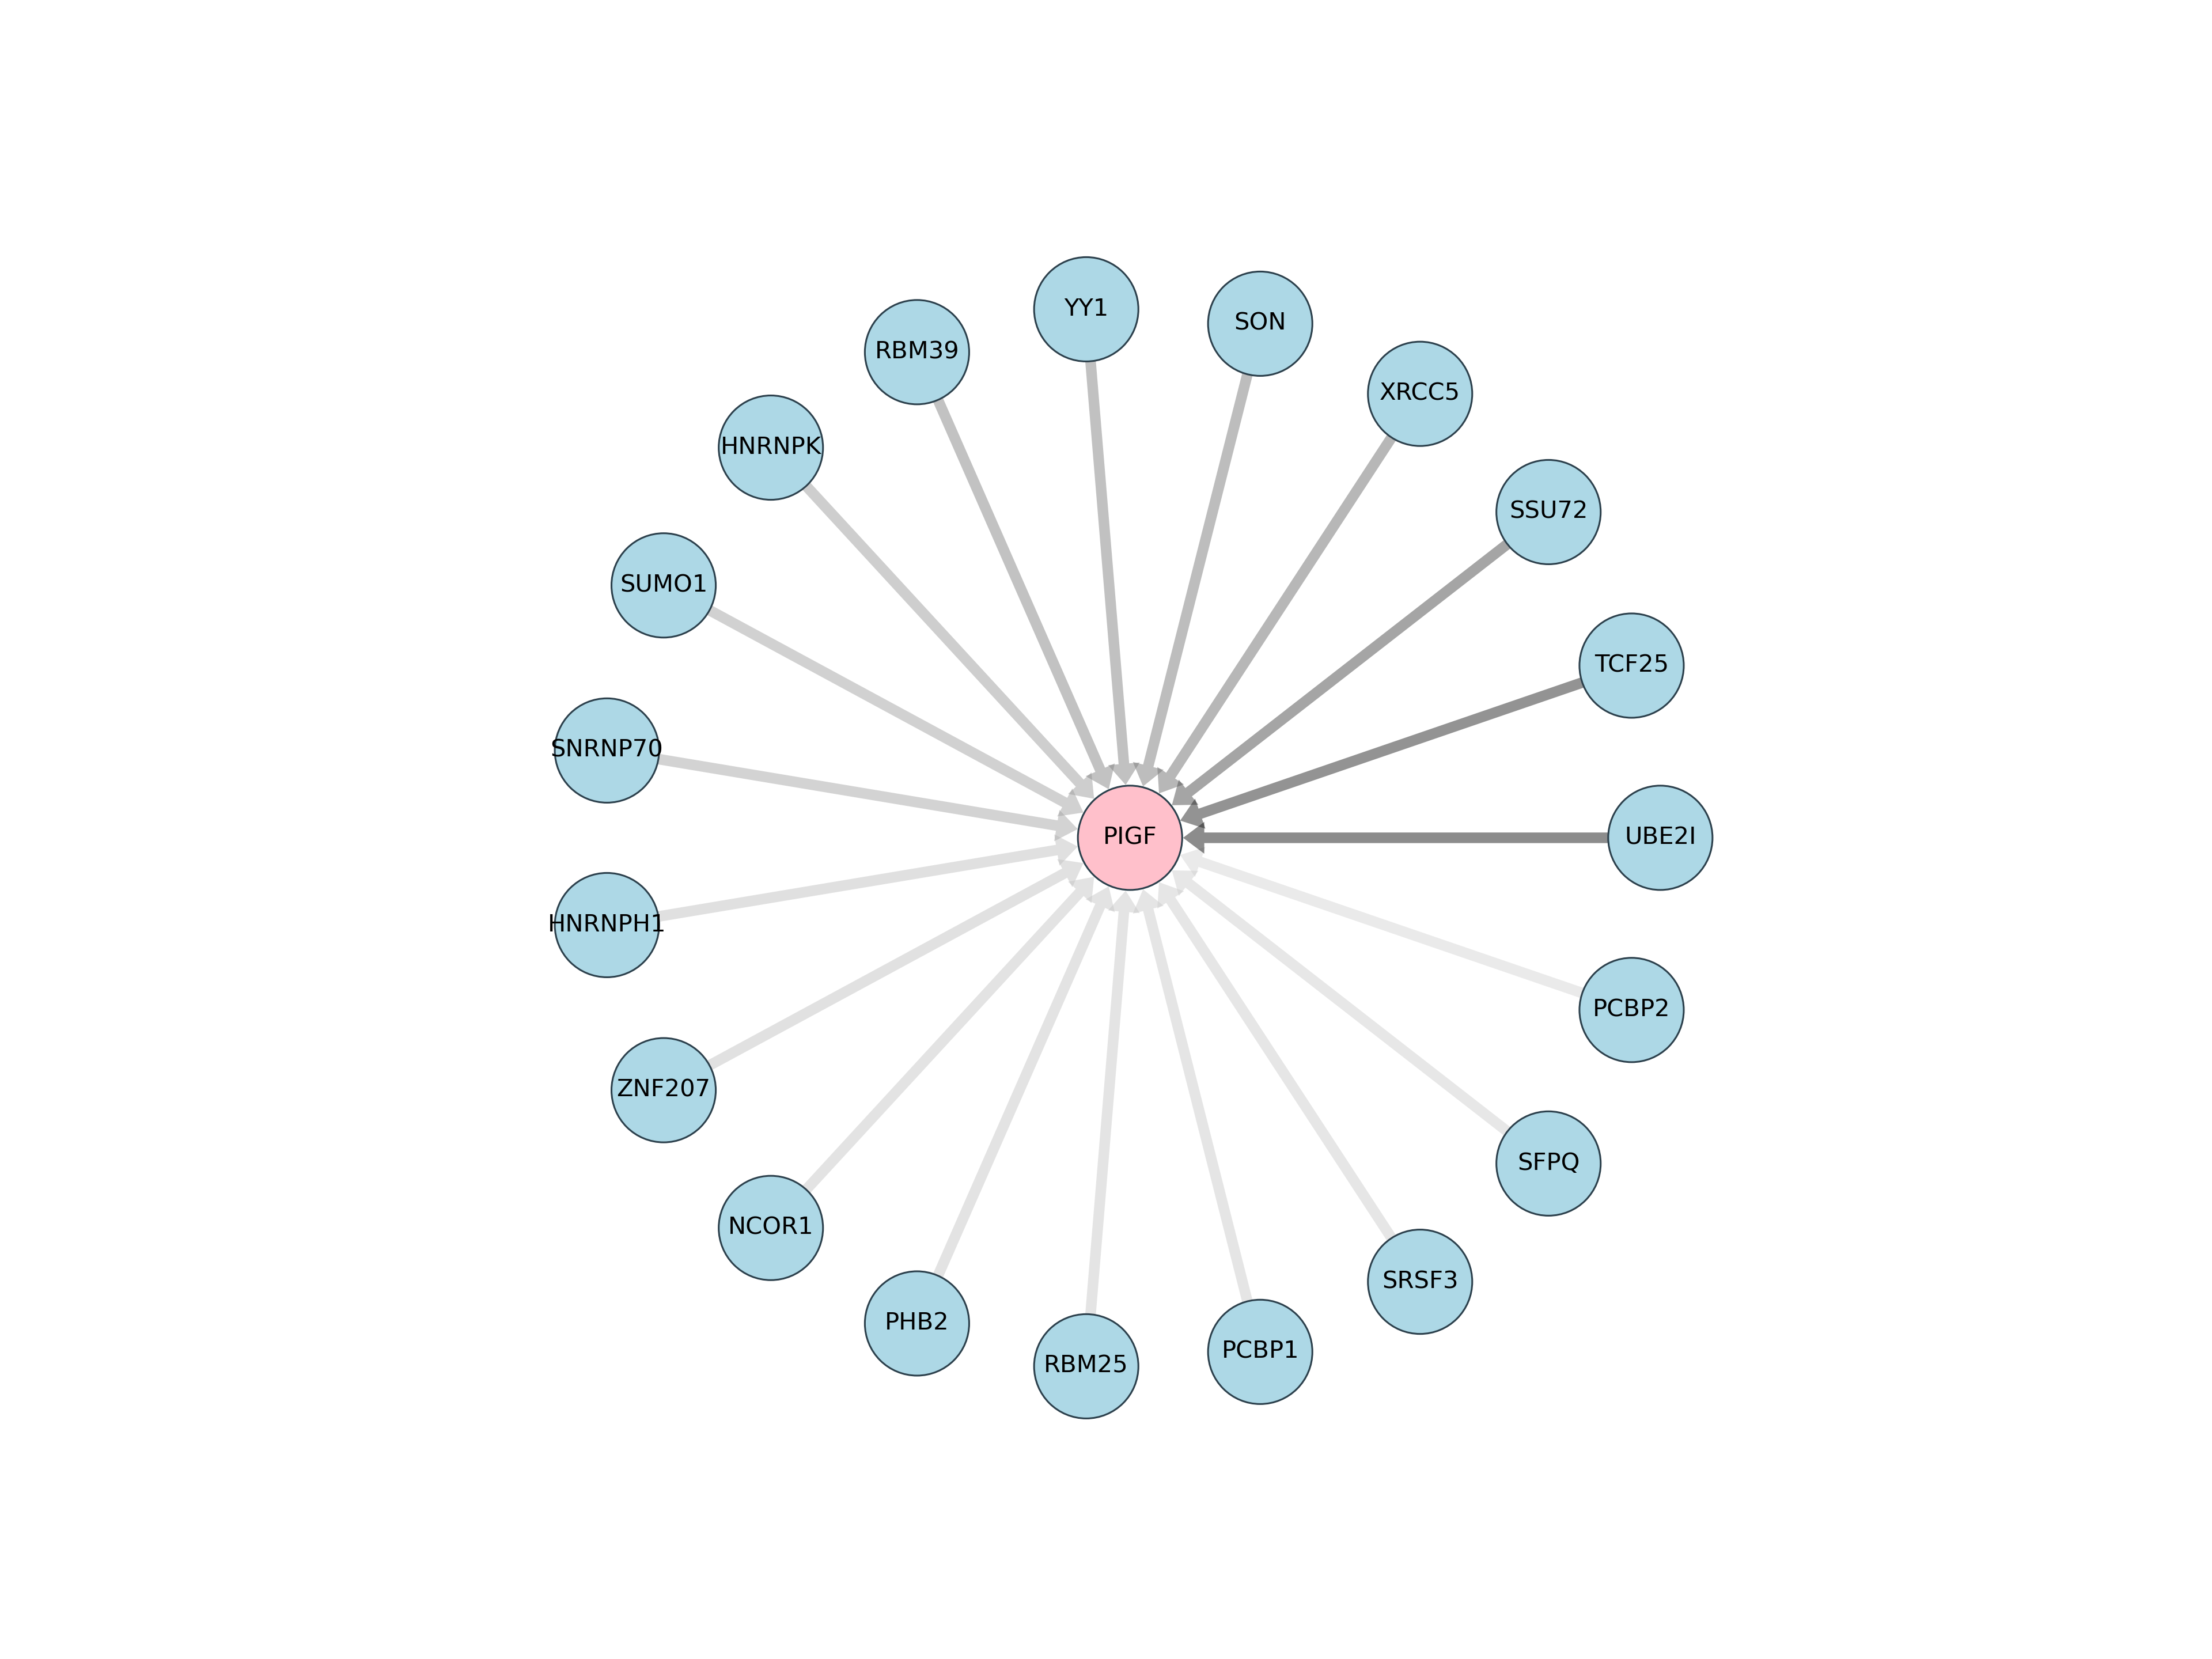 YY1
SON
RBM39
XRCC5
HNRNPK
SSU72
SUMO1
TCF25
SNRNP70
PIGF
UBE2I
HNRNPH1
PCBP2
ZNF207
SFPQ
NCOR1
SRSF3
PHB2
PCBP1
RBM25